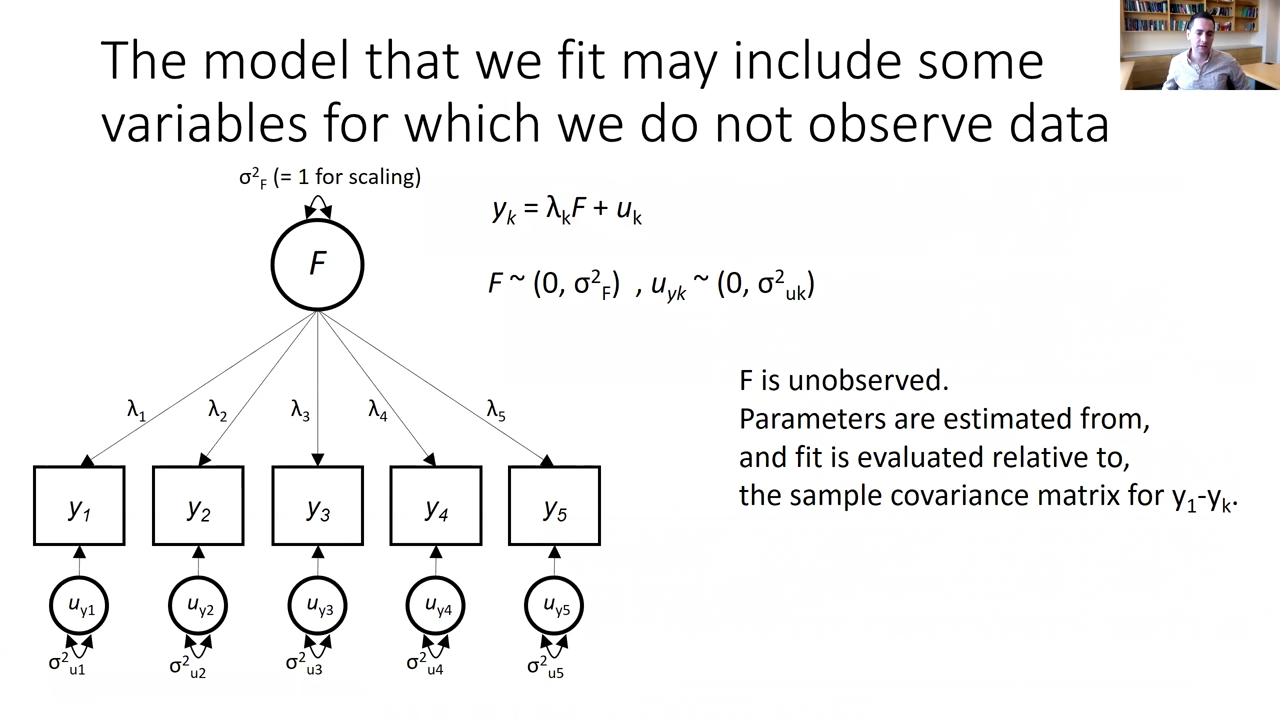 The model that we fit may include some
variables for which we do not observe data
σ²F (= 1 for scaling)
F
yk = λkF + uk
F ~ (0, σ²F) , uyk ~ (0, σ²uk)
F is unobserved.
Parameters are estimated from,
and fit is evaluated relative to,
the sample covariance matrix for y1-yk.
λ1 λ2 λ3 λ4 λ5
y1 y2 y3 y4 y5
uy1 uy2 uy3 uy4 uy5
σ²u1 σ²u2 σ²u3 σ²u4 σ²u5